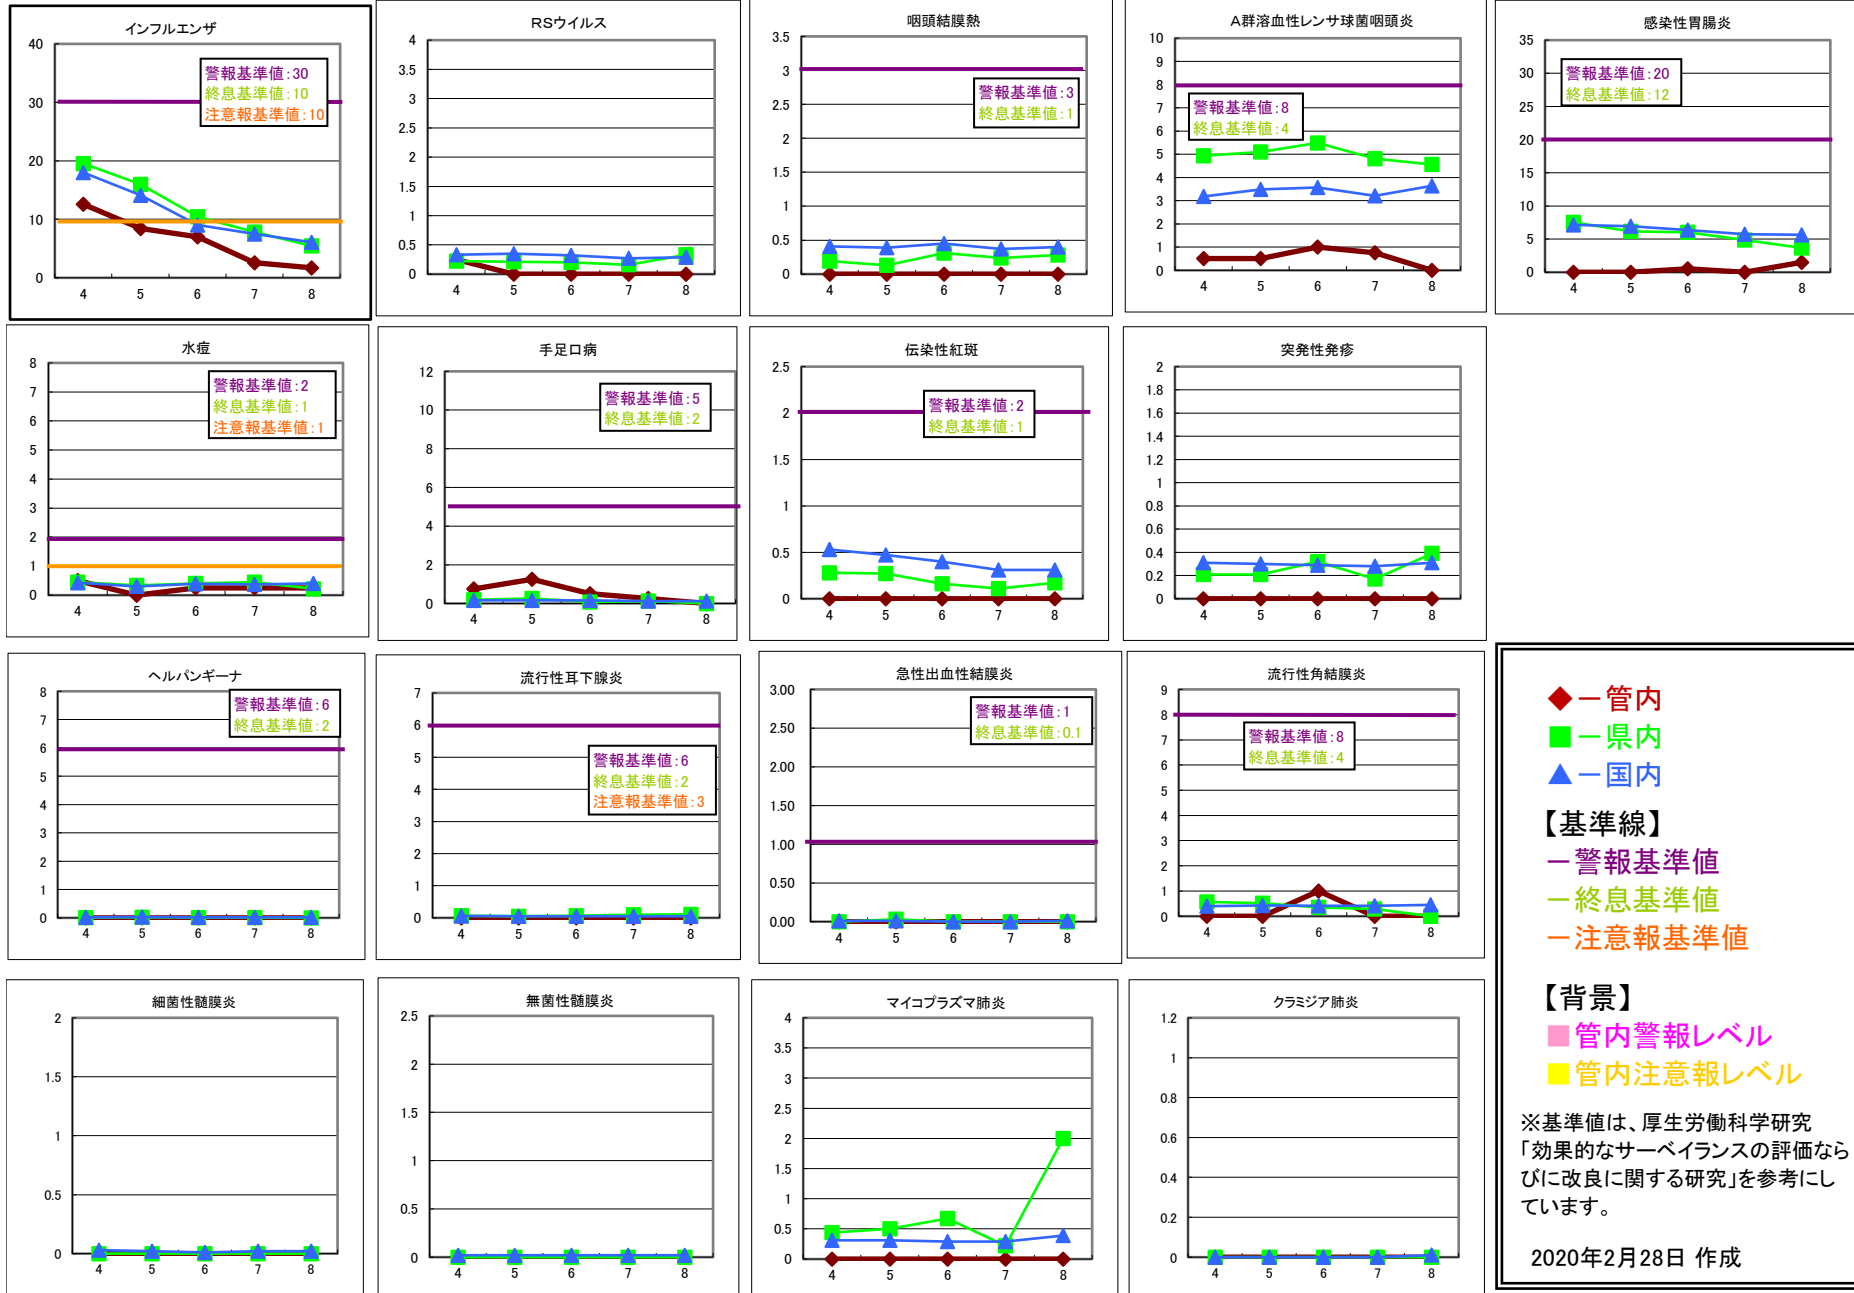 インフルエンザ
40
30
20
10
0
4 5 6 7 8
警報基準値:30
終息基準値:10
注意報基準値:10
RSウイルス
4
3.5
3
2.5
2
1.5
1
0.5
0
4 5 6 7 8
咽頭結膜熱
3.5
3
2.5
2
1.5
1
0.5
0
4 5 6 7 8
警報基準値:3
終息基準値:1
A群溶血性レンサ球菌咽頭炎
10
9
8
7
6
5
4
3
2
1
0
4 5 6 7 8
警報基準値:8
終息基準値:4
感染性胃腸炎
35
30
25
20
15
10
5
0
4 5 6 7 8
警報基準値:20
終息基準値:12
水痘
8
7
6
5
4
3
2
1
0
4 5 6 7 8
警報基準値:2
終息基準値:1
注意報基準値:1
手足口病
12
10
8
6
4
2
0
4 5 6 7 8
警報基準値:5
終息基準値:2
伝染性紅斑
2.5
2
1.5
1
0.5
0
4 5 6 7 8
警報基準値:2
終息基準値:1
突発性発疹
2
1.8
1.6
1.4
1.2
1
0.8
0.6
0.4
0.2
0
4 5 6 7 8
ヘルパンギーナ
8
7
6
5
4
3
2
1
0
4 5 6 7 8
警報基準値:6
終息基準値:2
流行性耳下腺炎
7
6
5
4
3
2
1
0
4 5 6 7 8
警報基準値:6
終息基準値:2
注意報基準値:3
急性出血性結膜炎
3.00
2.50
2.00
1.50
1.00
0.50
0.00
4 5 6 7 8
警報基準値:1
終息基準値:0.1
流行性角結膜炎
9
8
7
6
5
4
3
2
1
0
4 5 6 7 8
警報基準値:8
終息基準値:4
細菌性髄膜炎
2
1.5
1
0.5
0
4 5 6 7 8
無菌性髄膜炎
2.5
2
1.5
1
0.5
0
4 5 6 7 8
マイコプラズマ肺炎
4
3.5
3
2.5
2
1.5
1
0.5
0
4 5 6 7 8
クラミジア肺炎
1.2
1
0.8
0.6
0.4
0.2
0
4 5 6 7 8
◆－管内
■－県内
▲－国内
【基準線】
－警報基準値
－終息基準値
－注意報基準値
【背景】
■管内警報レベル
■管内注意報レベル
※基準値は、厚生労働科学研究
「効果的なサーベイランスの評価なら
びに改良に関する研究」を参考にし
ています。
2020年2月28日 作成